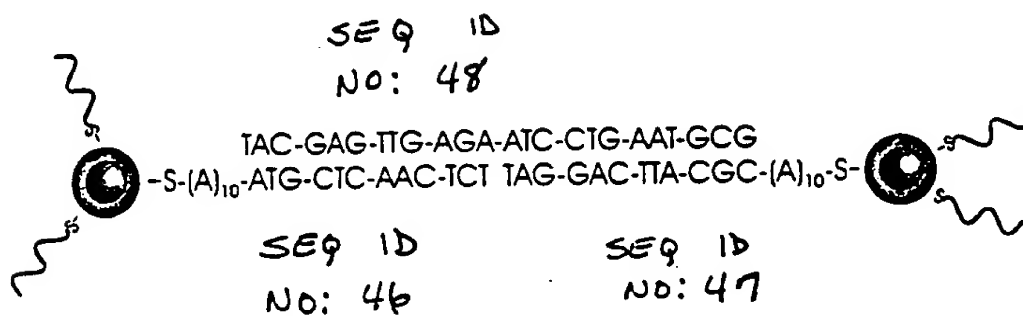 SEQ ID
NO: 48
TAC-GAG-TTG-AGA-ATC-CTG-AAT-GCG
S S
-S-(A)10-ATG-CTC-AAC-TCT TAG-GAC-TTA-CGC-(A)10-S-
S S
SEQ ID SEQ ID
NO: 46 NO: 47